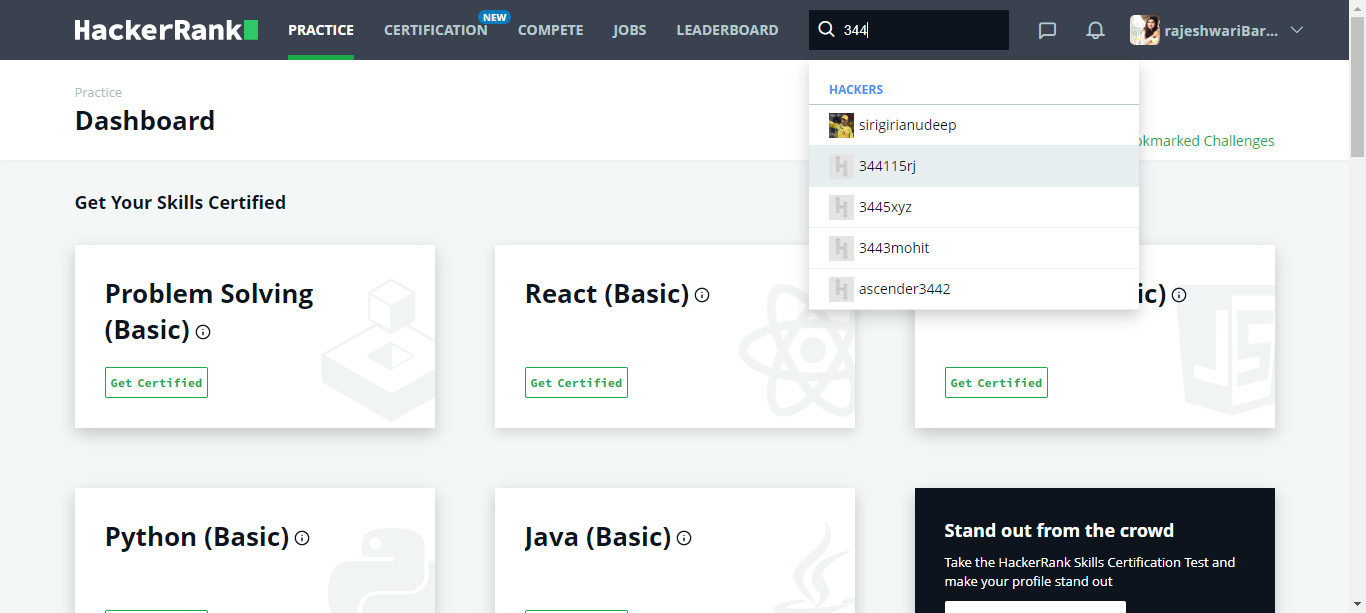 HackerRank
PRACTICE
CERTIFICATION
NEW
COMPETE
JOBS
LEADERBOARD
344
rajeshwariBar...
Practice
Dashboard
HACKERS
sirigirianudeep
344115rj
3445xyz
3443mohit
ascender3442
okmarked Challenges
Get Your Skills Certified
Problem Solving
(Basic)
Get Certified
React (Basic)
Get Certified
ic)
JS
Get Certified
Python (Basic)
Java (Basic)
Stand out from the crowd
Take the HackerRank Skills Certification Test and
make your profile stand out